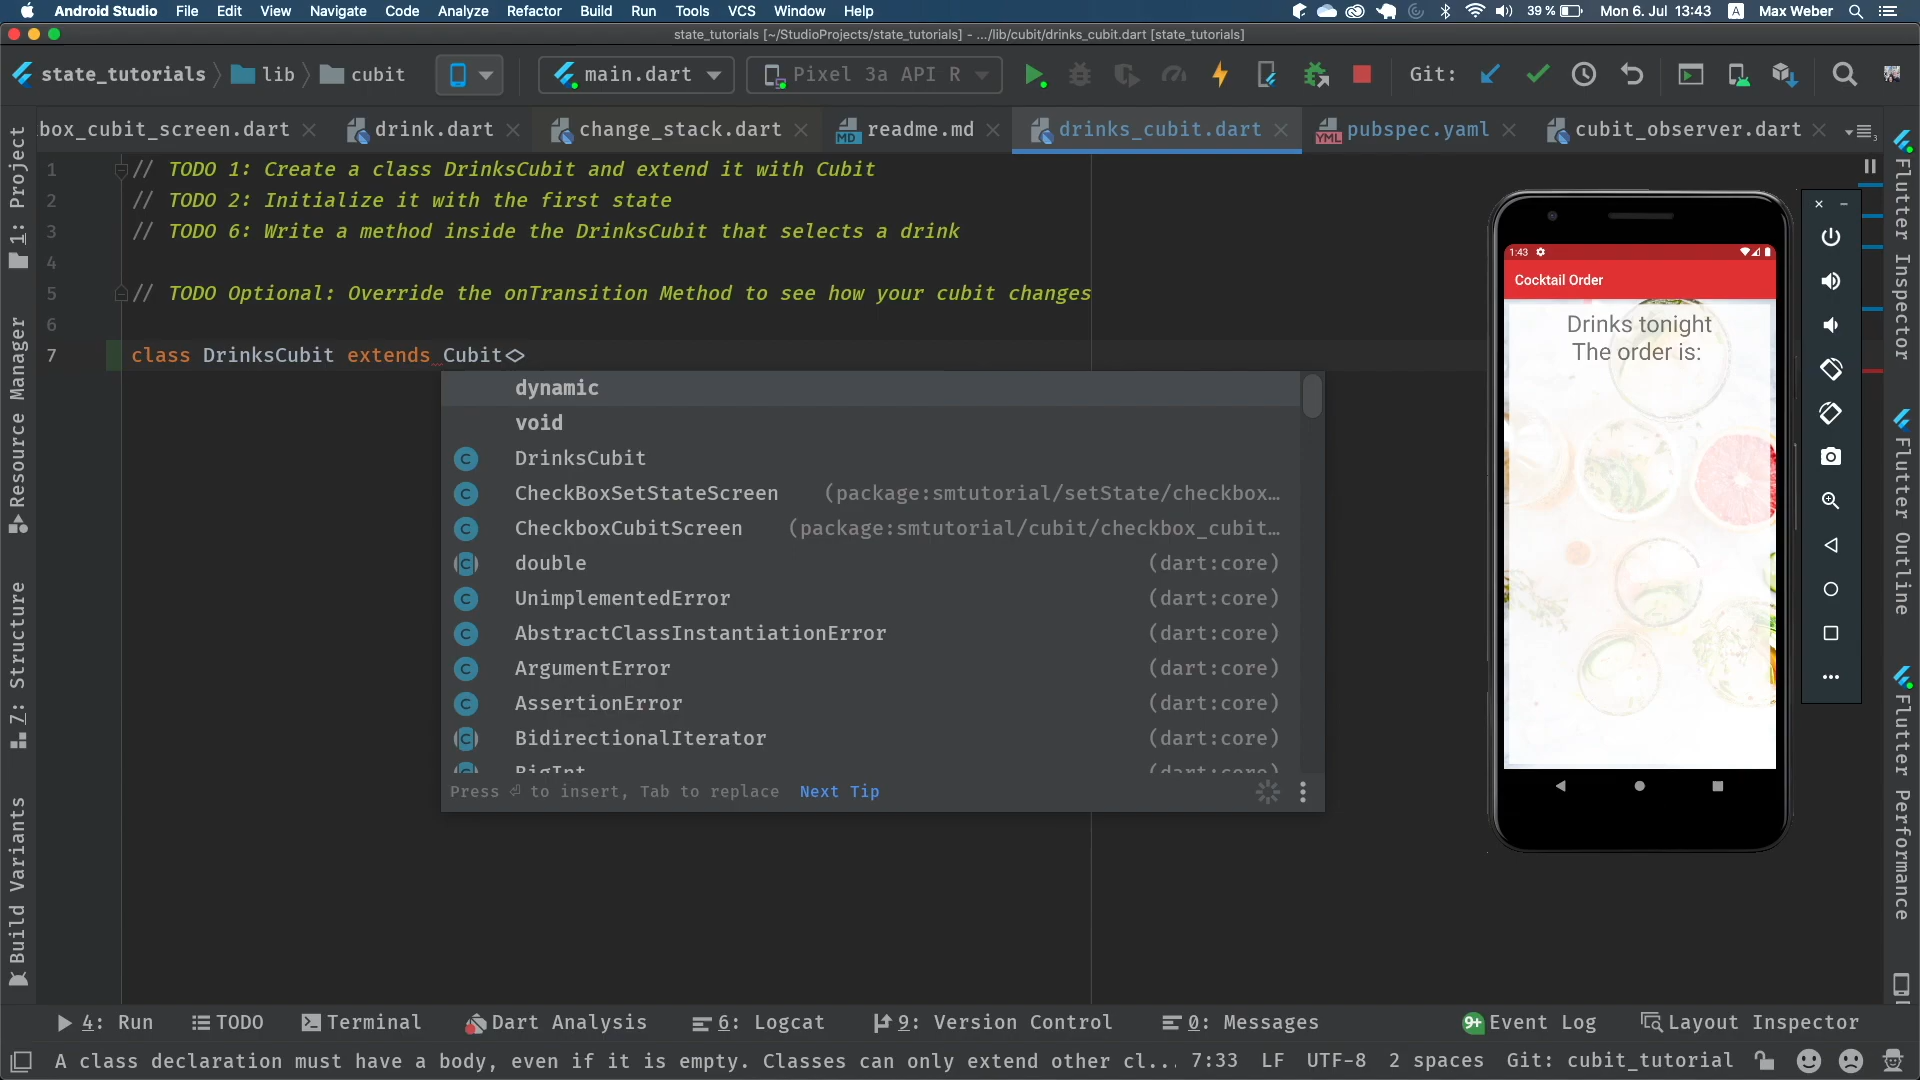 Android Studio File Edit View Navigate Code Analyze Refactor Build Run Tools VCS Window Help 39 % Mon 6. Jul 13:43 A Max Weber
state_tutorials [~/StudioProjects/state_tutorials] - .../lib/cubit/drinks_cubit.dart [state_tutorials]
state_tutorials lib cubit main.dart Pixel 3a API R Git:
box_cubit_screen.dart drink.dart change_stack.dart readme.md drinks_cubit.dart pubspec.yaml cubit_observer.dart
1 // TODO 1: Create a class DrinksCubit and extend it with Cubit
2 // TODO 2: Initialize it with the first state
3 // TODO 6: Write a method inside the DrinksCubit that selects a drink
4
5 // TODO Optional: Override the onTransition Method to see how your cubit changes
6
7 class DrinksCubit extends Cubit<>
dynamic
void
DrinksCubit
CheckBoxSetStateScreen (package:smtutorial/setState/checkbox…
CheckboxCubitScreen (package:smtutorial/cubit/checkbox_cubit…
double (dart:core)
UnimplementedError (dart:core)
AbstractClassInstantiationError (dart:core)
ArgumentError (dart:core)
AssertionError (dart:core)
BidirectionalIterator (dart:core)
BigInt (dart:core)
Press ⏎ to insert, Tab to replace Next Tip
1:43
Cocktail Order
Drinks tonight
The order is:
1: Project
Resource Manager
7: Structure
Build Variants
Flutter Inspector
Flutter Outline
Flutter Performance
4: Run TODO Terminal Dart Analysis 6: Logcat 9: Version Control 0: Messages 9+ Event Log Layout Inspector
A class declaration must have a body, even if it is empty. Classes can only extend other cl... 7:33 LF UTF-8 2 spaces Git: cubit_tutorial